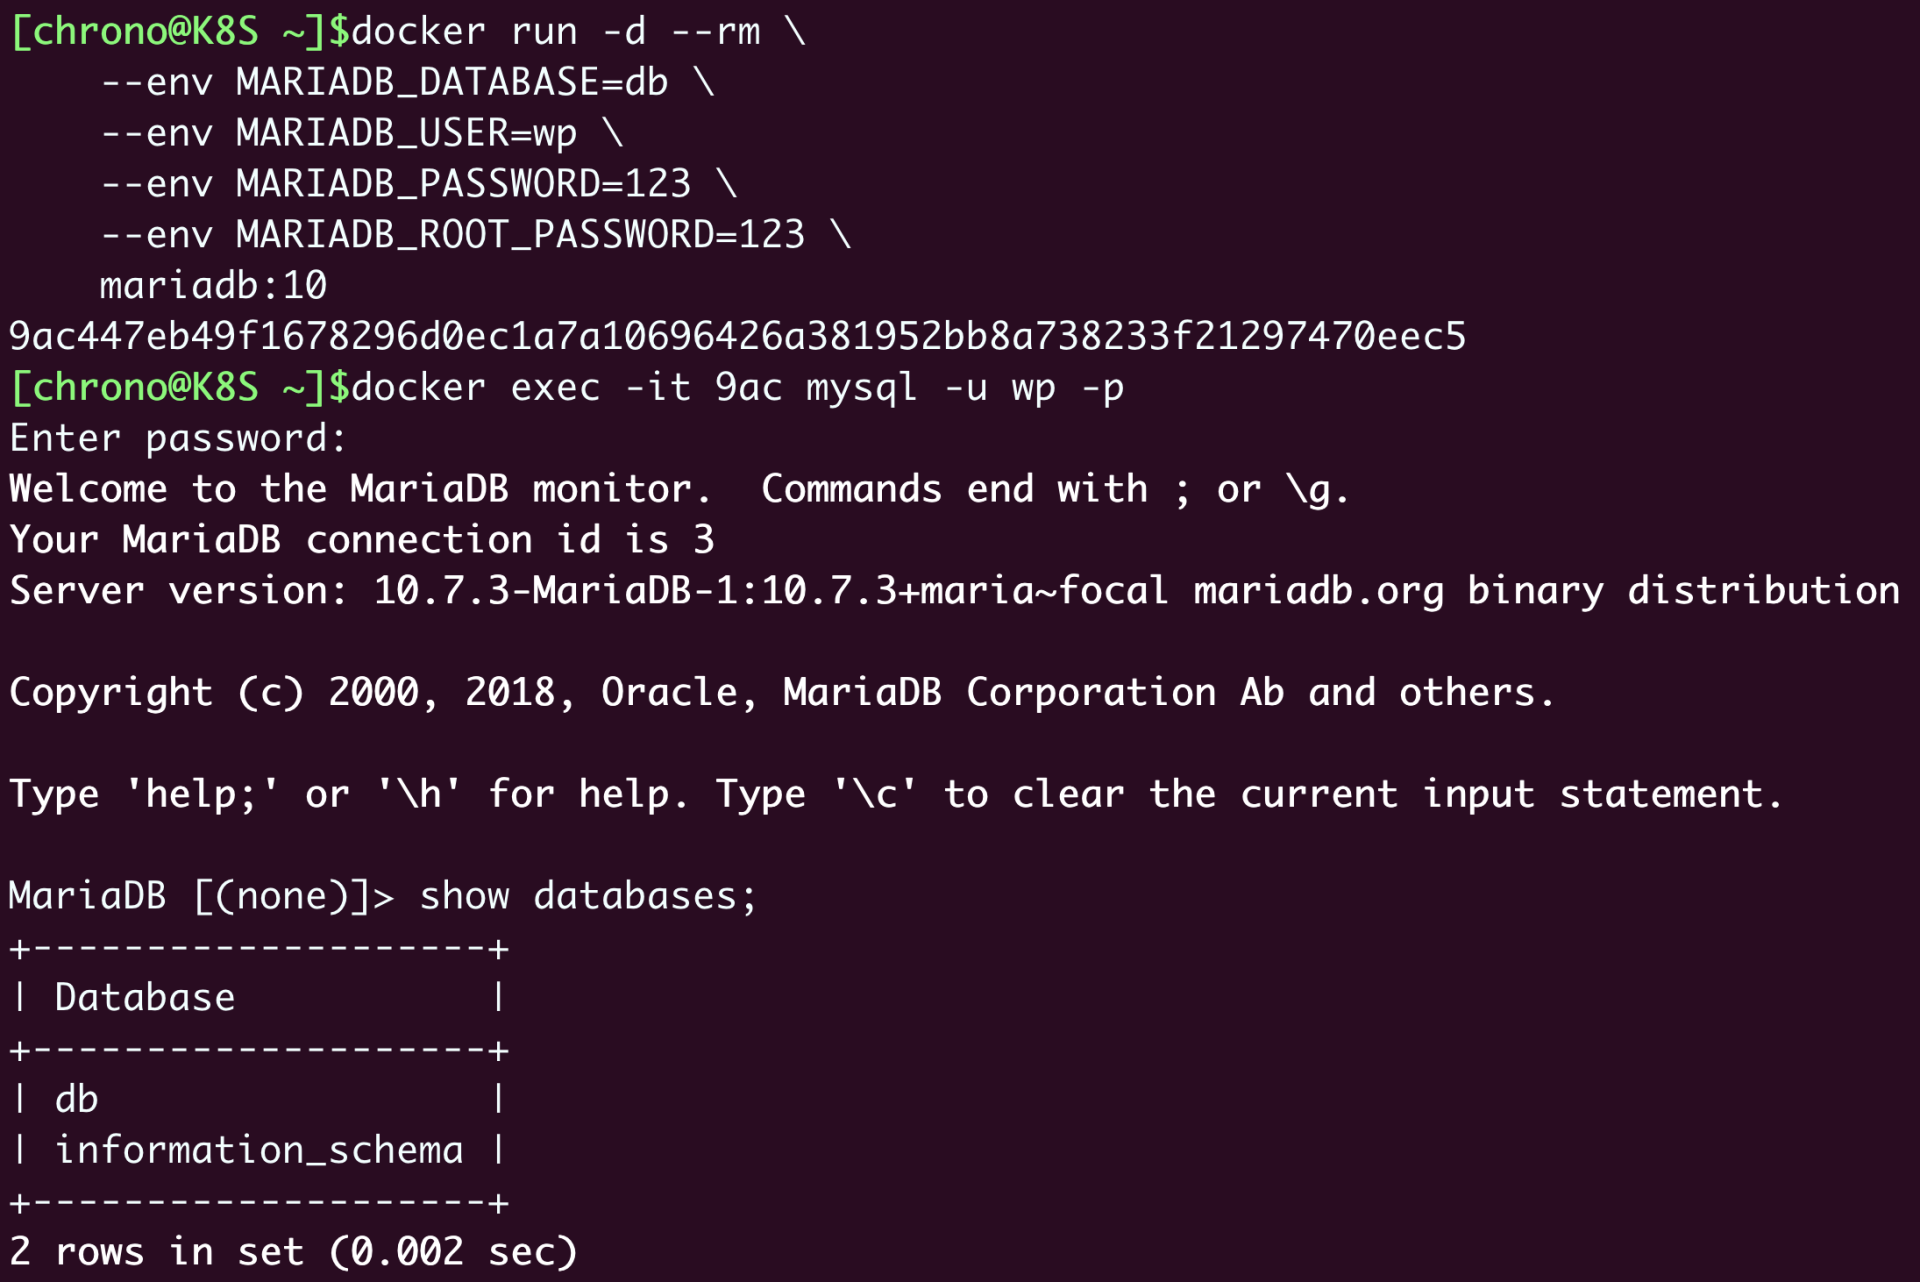 [chrono@K8S ~]$docker run -d --rm \
    --env MARIADB_DATABASE=db \
    --env MARIADB_USER=wp \
    --env MARIADB_PASSWORD=123 \
    --env MARIADB_ROOT_PASSWORD=123 \
    mariadb:10
9ac447eb49f1678296d0ec1a7a10696426a381952bb8a738233f21297470eec5
[chrono@K8S ~]$docker exec -it 9ac mysql -u wp -p
Enter password:
Welcome to the MariaDB monitor.  Commands end with ; or \g.
Your MariaDB connection id is 3
Server version: 10.7.3-MariaDB-1:10.7.3+maria~focal mariadb.org binary distribution

Copyright (c) 2000, 2018, Oracle, MariaDB Corporation Ab and others.

Type 'help;' or '\h' for help. Type '\c' to clear the current input statement.

MariaDB [(none)]> show databases;
+--------------------+
| Database           |
+--------------------+
| db                 |
| information_schema |
+--------------------+
2 rows in set (0.002 sec)